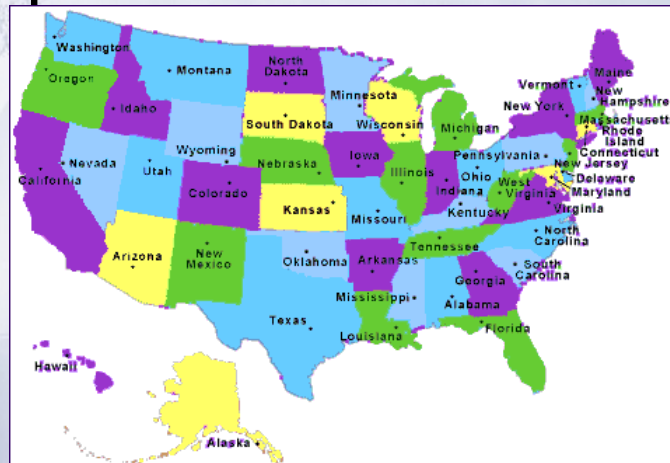 Washington
Oregon
Montana
Idaho
North
Dakota
Minnesota
South Dakota
Wisconsin
Michigan
Wyoming
Nevada
California
Utah
Colorado
Nebraska
Iowa
Illinois
Indiana
Ohio
Pennsylvania
New York
Vermont
Maine
New
Hampshire
Massachusett
Rhode
Island
Connecticut
New Jersey
Delaware
Maryland
West
Virginia
Virginia
Kentucky
Kansas
Missouri
Arizona
New
Mexico
Oklahoma
Arkansas
Tennessee
North
Carolina
South
Carolina
Georgia
Alabama
Mississippi
Texas
Louisiana
Florida
Hawaii
Alaska